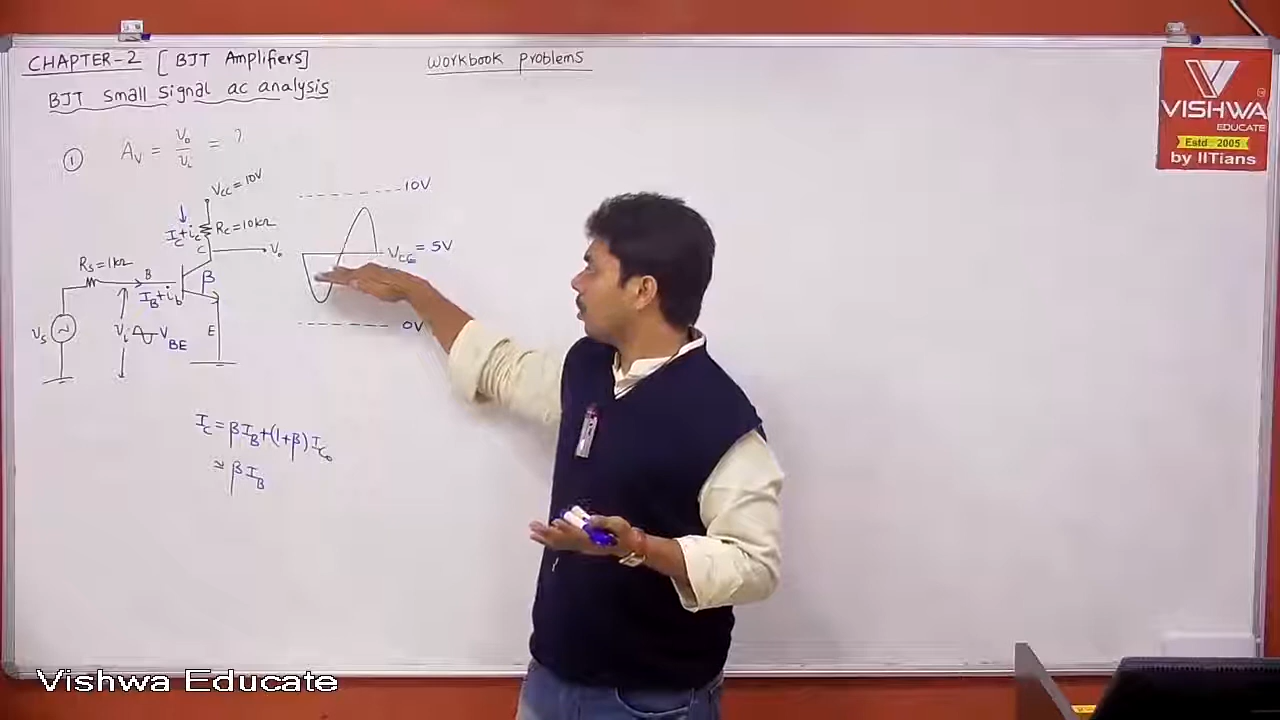 CHAPTER-2 [ BJT Amplifiers]
Workbook problems
BJT small signal ac analysis
① Av = Vo/Vi = ?
VCC = 10V
10V
IC+ic
RC=10kΩ
C
Vo
VCE = 5V
RS=1kΩ
B
β
IB+ib
VS
Vi
VBE
E
0V
IC = βIB+(1+β)ICo
≅ βIB
VISHWA
EDUCATE
Estd . 2005
by IITians
Vishwa Educate